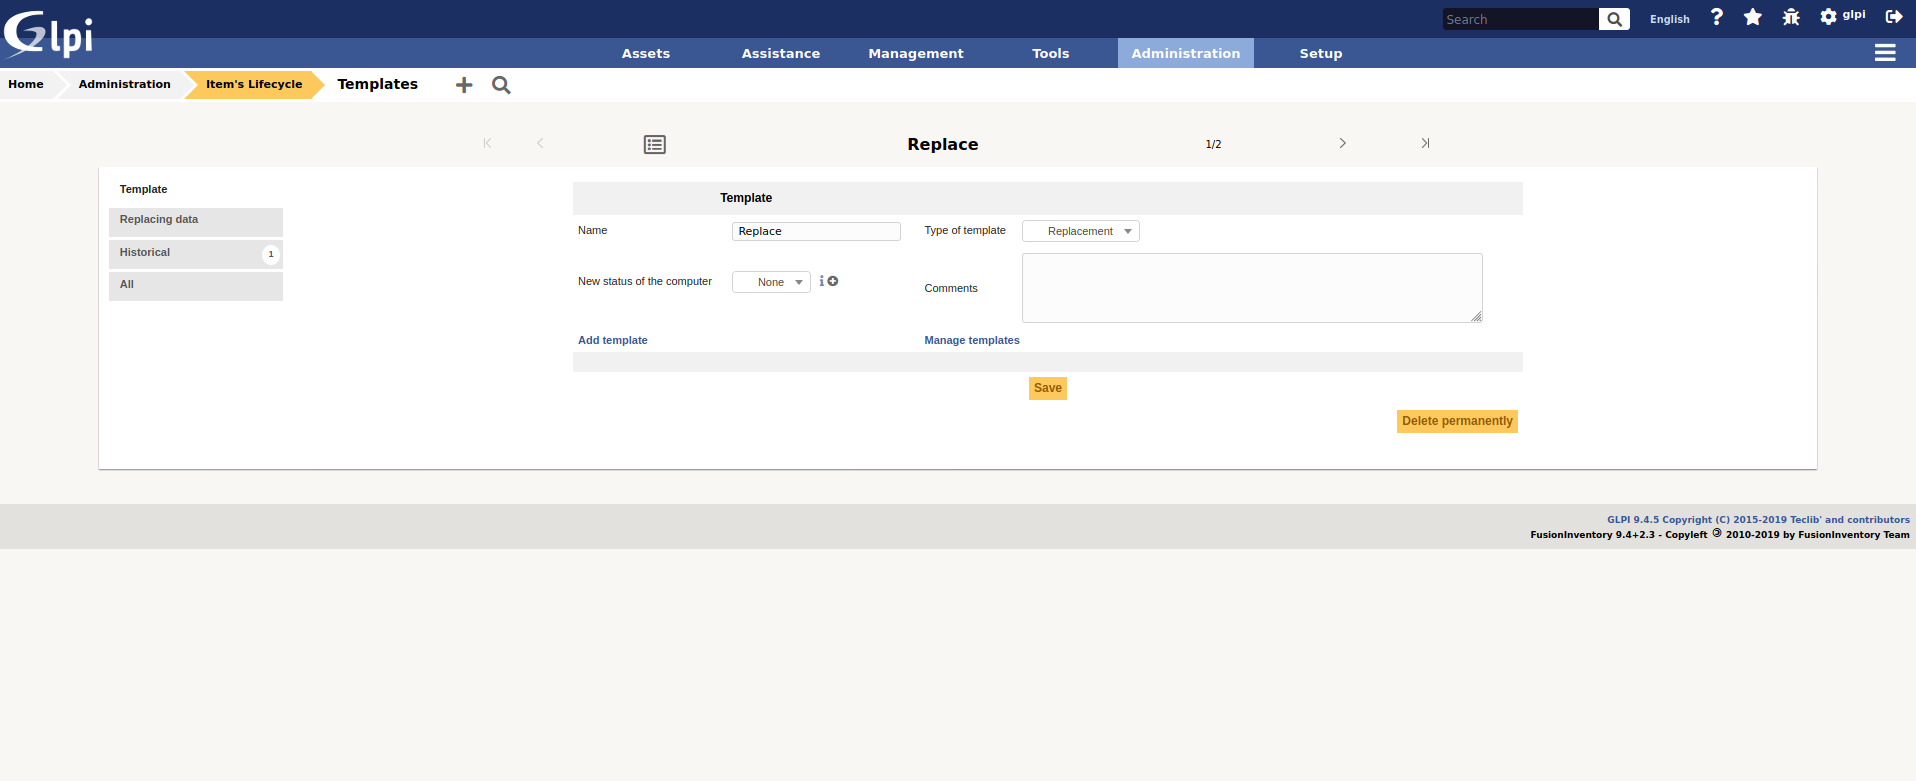 Glpi
Search
English
glpi
Assets
Assistance
Management
Tools
Administration
Setup
Home
Administration
Item's Lifecycle
Templates
Replace
1/2
Template
Replacing data
Historical
1
All
Template
Name
Replace
Type of template
Replacement
New status of the computer
None
Comments
Add template
Manage templates
Save
Delete permanently
GLPI 9.4.5 Copyright (C) 2015-2019 Teclib' and contributors
FusionInventory 9.4+2.3 - Copyleft 🄯 2010-2019 by FusionInventory Team